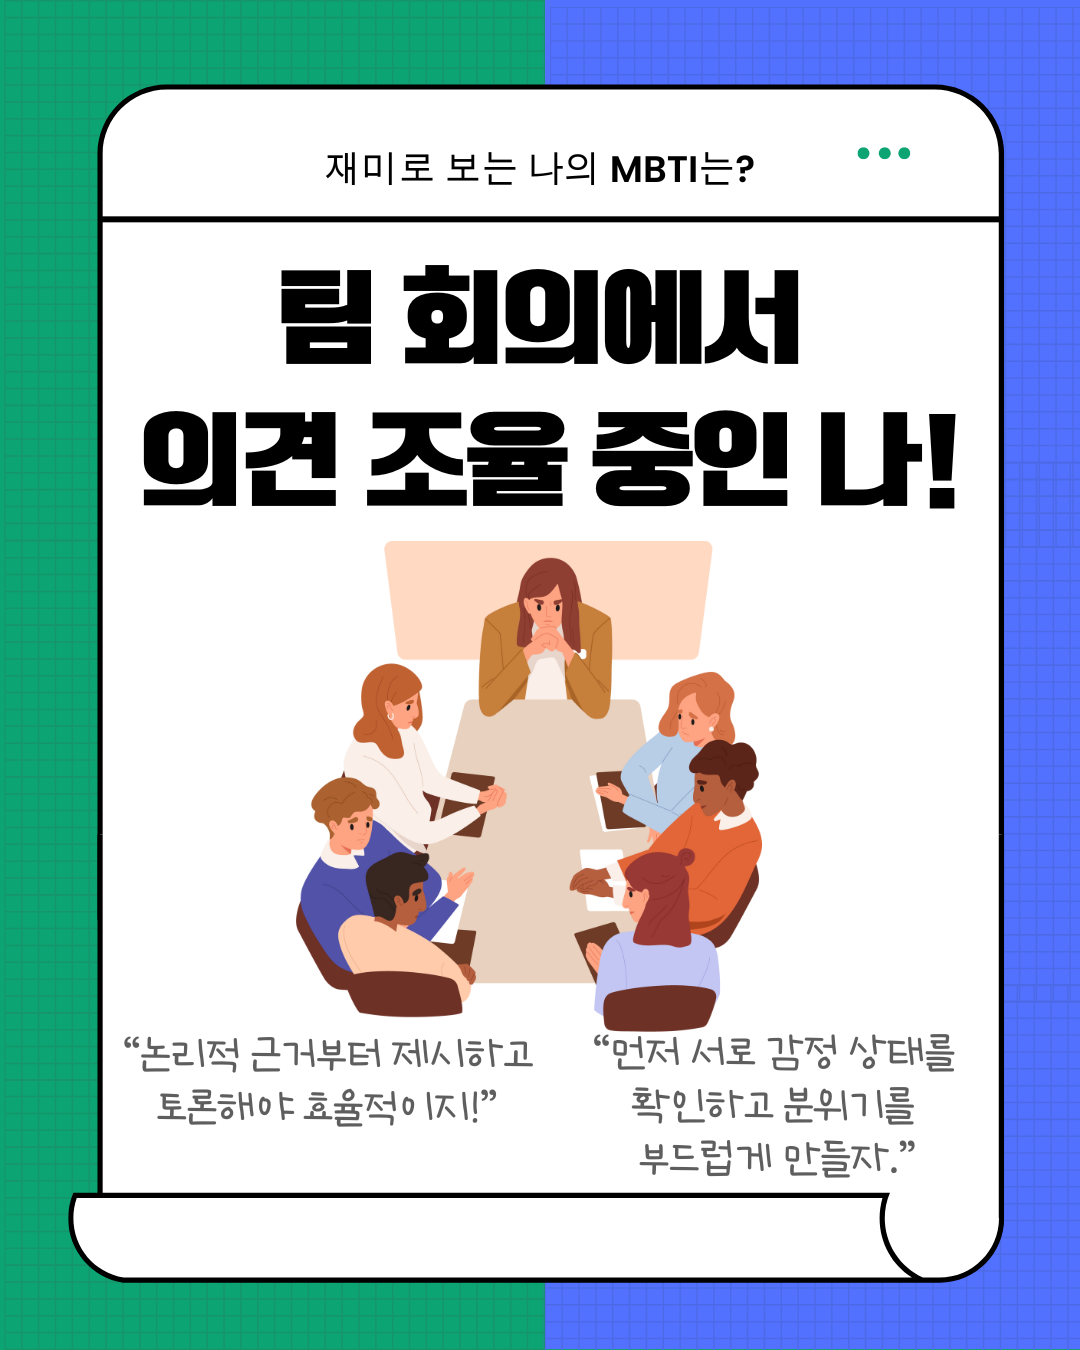 재미로 보는 나의 MBTI는?
팀 회의에서
의견 조율 중인 나!
“논리적 근거부터 제시하고
토론해야 효율적이지!”
“먼저 서로 감정 상태를
확인하고 분위기를
부드럽게 만들자.”